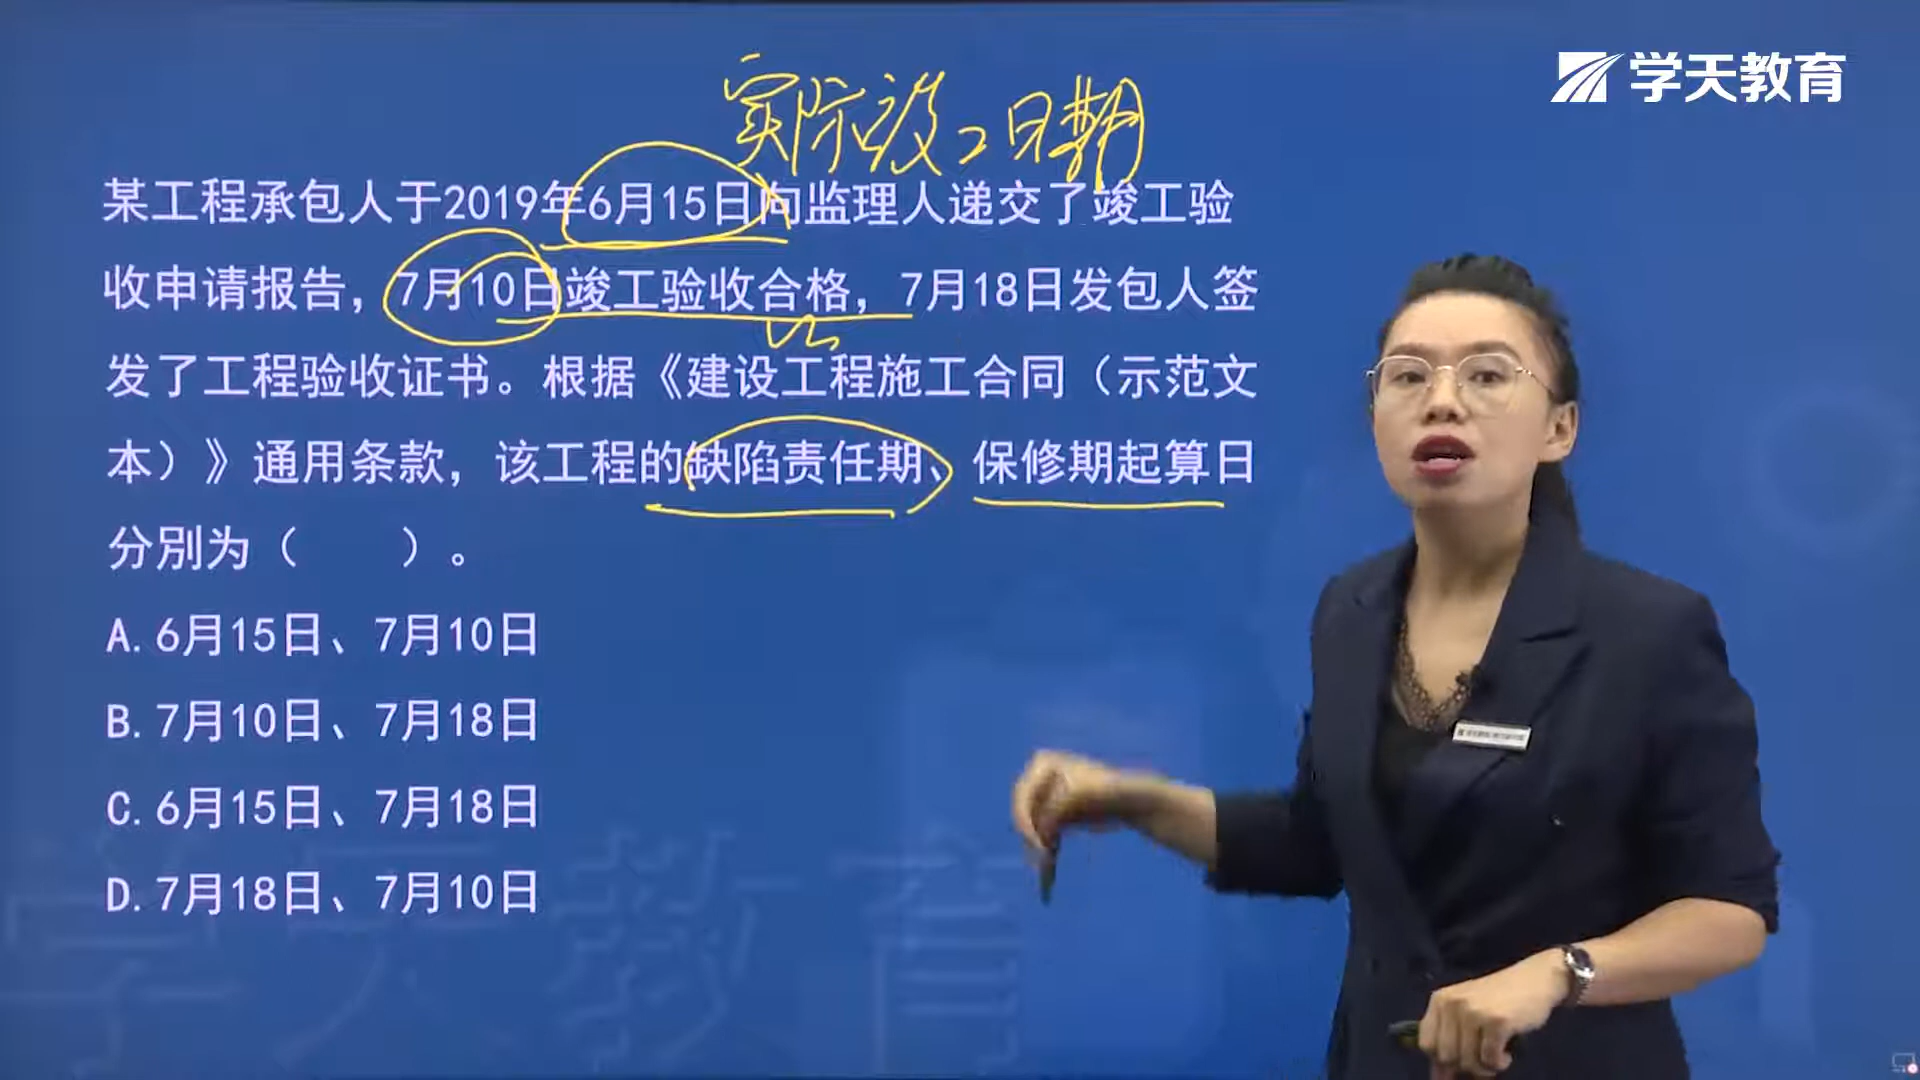 学天教育
实际竣工日期
某工程承包人于2019年6月15日向监理人递交了竣工验
收申请报告，7月10日竣工验收合格，7月18日发包人签
发了工程验收证书。根据《建设工程施工合同（示范文
本）》通用条款，该工程的缺陷责任期、保修期起算日
分别为（　　）。
A.6月15日、7月10日
B.7月10日、7月18日
C.6月15日、7月18日
D.7月18日、7月10日
学天教育